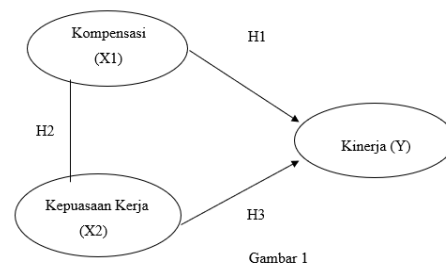 Kompensasi
(X1)
H1
H2
Kinerja (Y)
Kepuasaan Kerja
(X2)
H3
Gambar 1